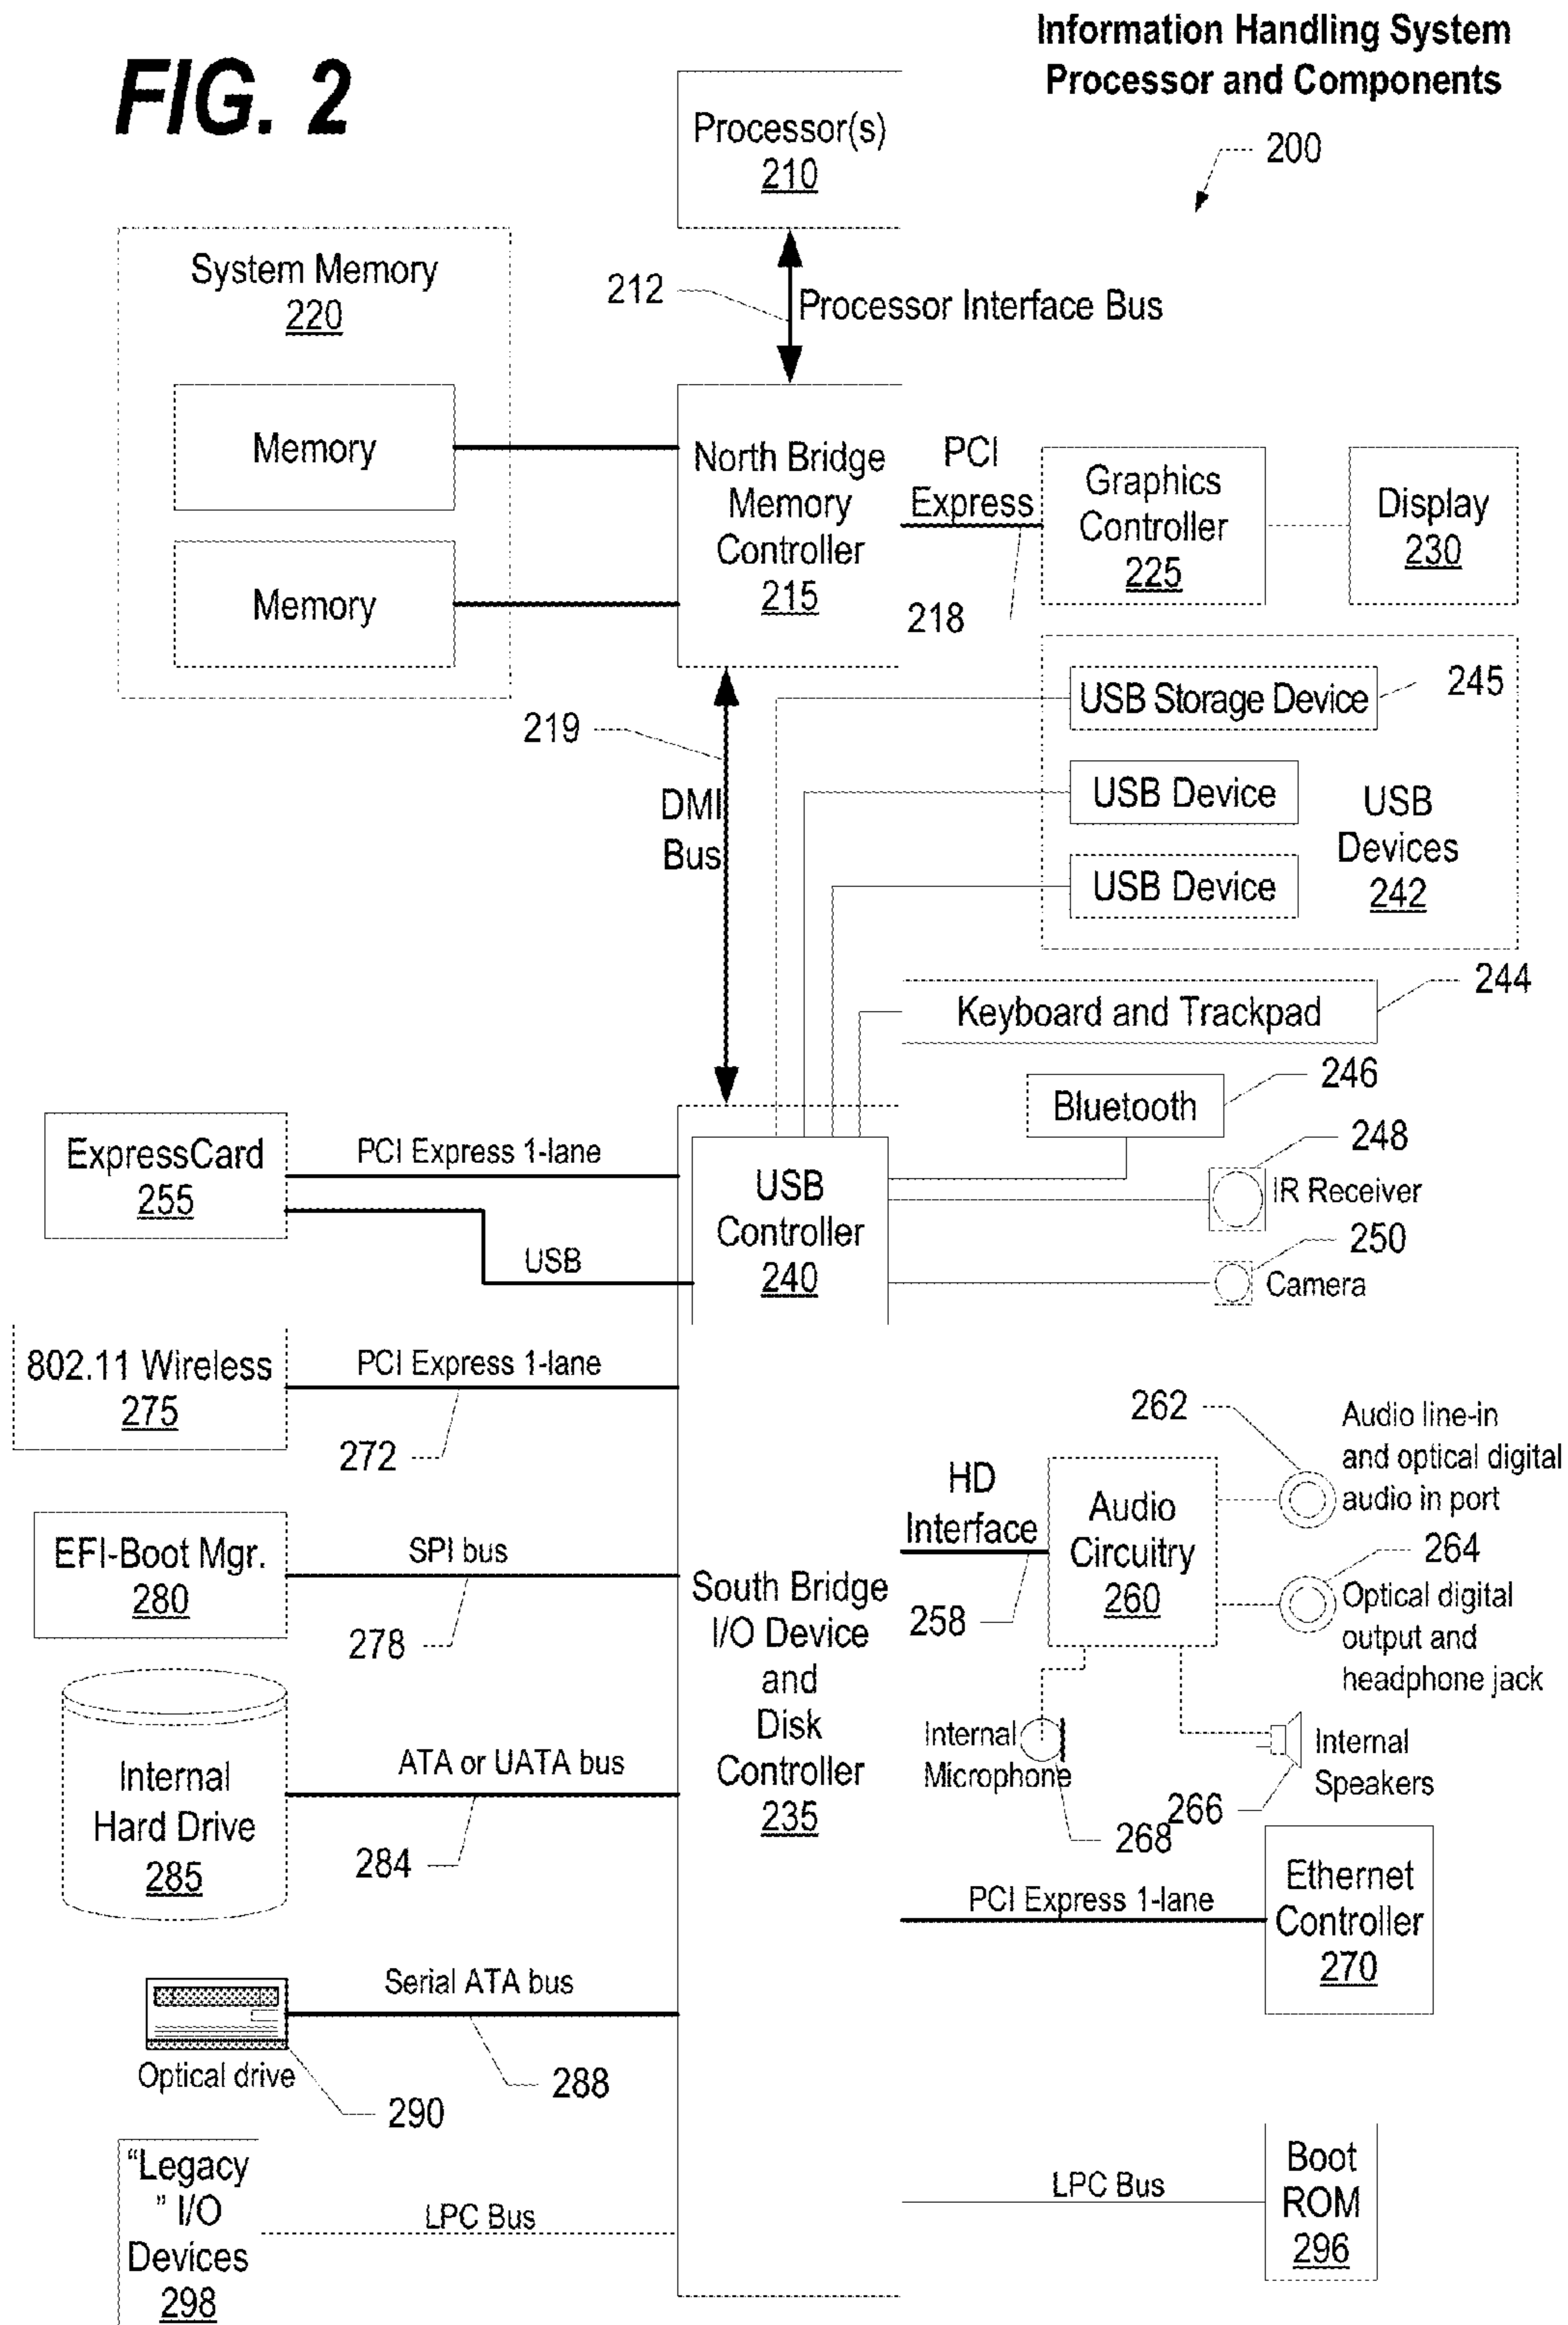 FIG. 2
Information Handling System
Processor and Components
200
Processor(s)
210
System Memory
220
212
Processor Interface Bus
Memory
Memory
North Bridge
Memory
Controller
215
PCI
Express
218
Graphics
Controller
225
Display
230
219
DMI
Bus
USB Storage Device
245
USB Device
USB Device
USB
Devices
242
Keyboard and Trackpad
244
Bluetooth
246
248
IR Receiver
250
Camera
ExpressCard
255
PCI Express 1-lane
USB
USB
Controller
240
802.11 Wireless
275
PCI Express 1-lane
272
EFI-Boot Mgr.
280
SPI bus
278
South Bridge
I/O Device
and
Disk
Controller
235
HD
Interface
258
Audio
Circuitry
260
262
Audio line-in
and optical digital
audio in port
264
Optical digital
output and
headphone jack
Internal
Microphone
268
Internal
Speakers
266
Internal
Hard Drive
285
ATA or UATA bus
284
PCI Express 1-lane
Ethernet
Controller
270
Serial ATA bus
288
Optical drive
290
“Legacy
” I/O
Devices
298
LPC Bus
LPC Bus
Boot
ROM
296